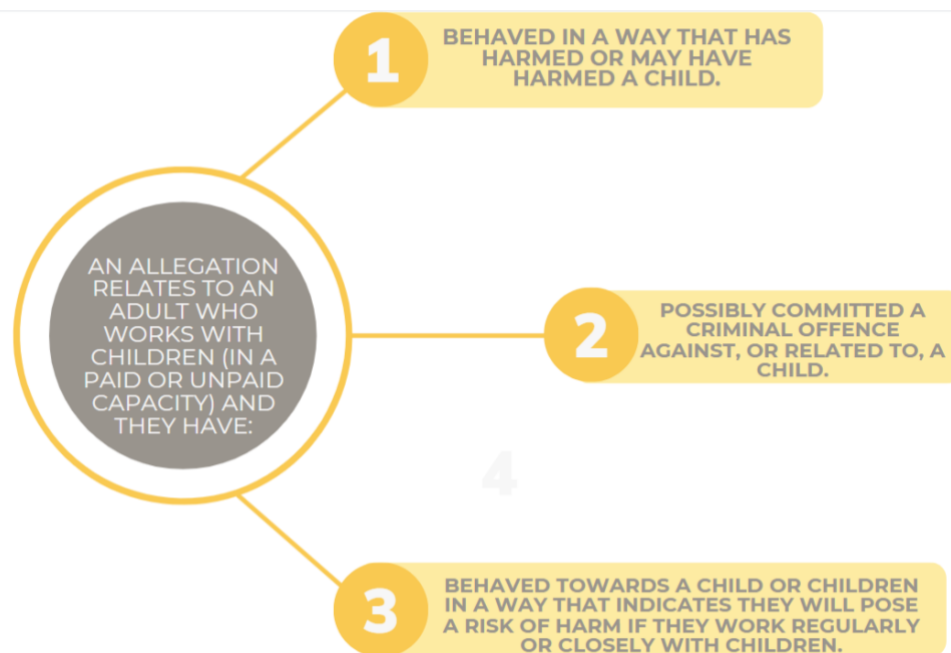 1
BEHAVED IN A WAY THAT HAS
HARMED OR MAY HAVE
HARMED A CHILD.
AN ALLEGATION
RELATES TO AN
ADULT WHO
WORKS WITH
CHILDREN (IN A
PAID OR UNPAID
CAPACITY) AND
THEY HAVE:
2
POSSIBLY COMMITTED A
CRIMINAL OFFENCE
AGAINST, OR RELATED TO, A
CHILD.
4
3
BEHAVED TOWARDS A CHILD OR CHILDREN
IN A WAY THAT INDICATES THEY WILL POSE
A RISK OF HARM IF THEY WORK REGULARLY
OR CLOSELY WITH CHILDREN.